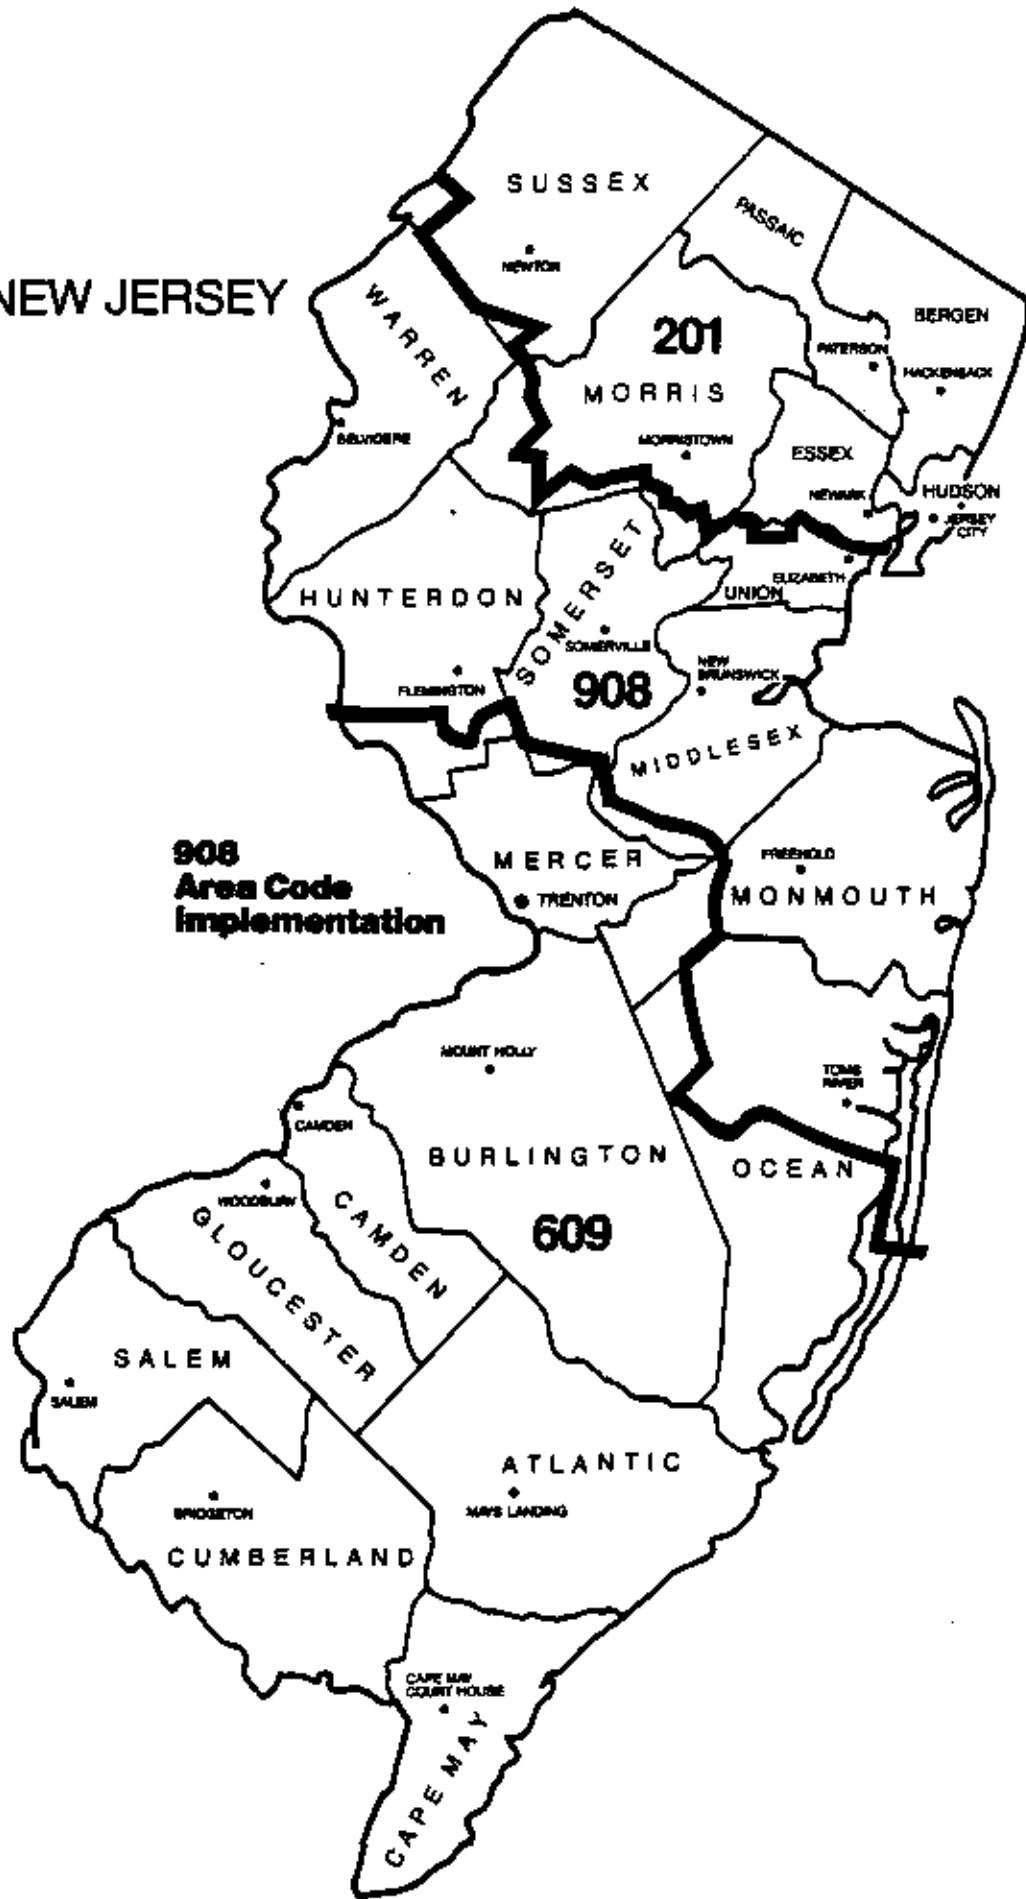 SUSSEX
PASSAIC
NEWTON
NEW JERSEY
WARREN
BERGEN
201
PATERSON
HACKENSACK
MORRIS
BELVIDERE
MORRISTOWN
ESSEX
NEWARK
HUDSON
JERSEY
CITY
ELIZABETH
UNION
HUNTERDON
SOMERSET
SOMERVILLE
NEW
BRUNSWICK
FLEMINGTON
908
MIDDLESEX
908
Area Code
Implementation
MERCER
TRENTON
FREEHOLD
MONMOUTH
MOUNT HOLLY
TOMS
RIVER
CAMDEN
BURLINGTON
OCEAN
WOODBURY
CAMDEN
GLOUCESTER
609
SALEM
SALEM
ATLANTIC
MAYS LANDING
BRIDGETON
CUMBERLAND
CAPE MAY
COURT HOUSE
CAPE MAY